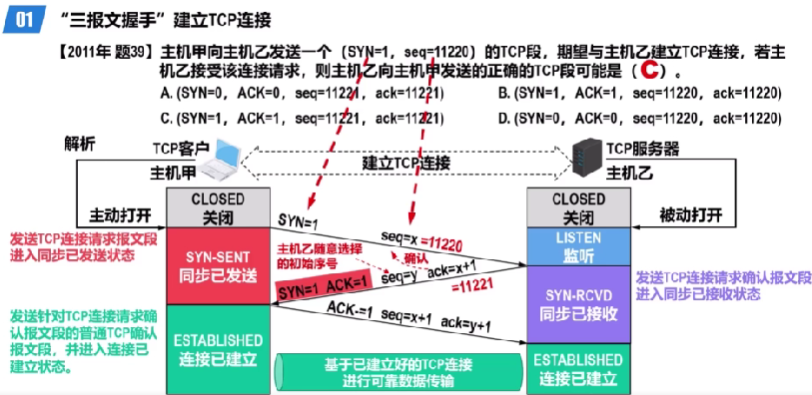 01 “三报文握手”建立TCP连接
【2011年 题39】主机甲向主机乙发送一个（SYN=1，seq=11220）的TCP段，期望与主机乙建立TCP连接，若主
机乙接受该连接请求，则主机乙向主机甲发送的正确的TCP段可能是（C）。
A. (SYN=0，ACK=0，seq=11221，ack=11221)
B. (SYN=1，ACK=1，seq=11220，ack=11220)
C. (SYN=1，ACK=1，seq=11221，ack=11221)
D. (SYN=0，ACK=0，seq=11220，ack=11220)
解析
TCP客户
主机甲
建立TCP连接
TCP服务器
主机乙
CLOSED
关闭
主动打开
CLOSED
关闭
被动打开
SYN=1
seq=x =11220
发送TCP连接请求报文段
进入同步已发送状态
SYN-SENT
同步已发送
主机乙随意选择
的初始序号
确认
LISTEN
监听
SYN=1 ACK=1
seq=y ack=x+1
=11221
SYN-RCVD
同步已接收
发送TCP连接请求确认报文段
进入同步已接收状态
ACK-=1 seq=x+1 ack=y+1
发送针对TCP连接请求确
认报文段的普通TCP确认
报文段，并进入连接已
建立状态。
ESTABLISHED
连接已建立
基于已建立好的TCP连接
进行可靠数据传输
ESTABLISHED
连接已建立